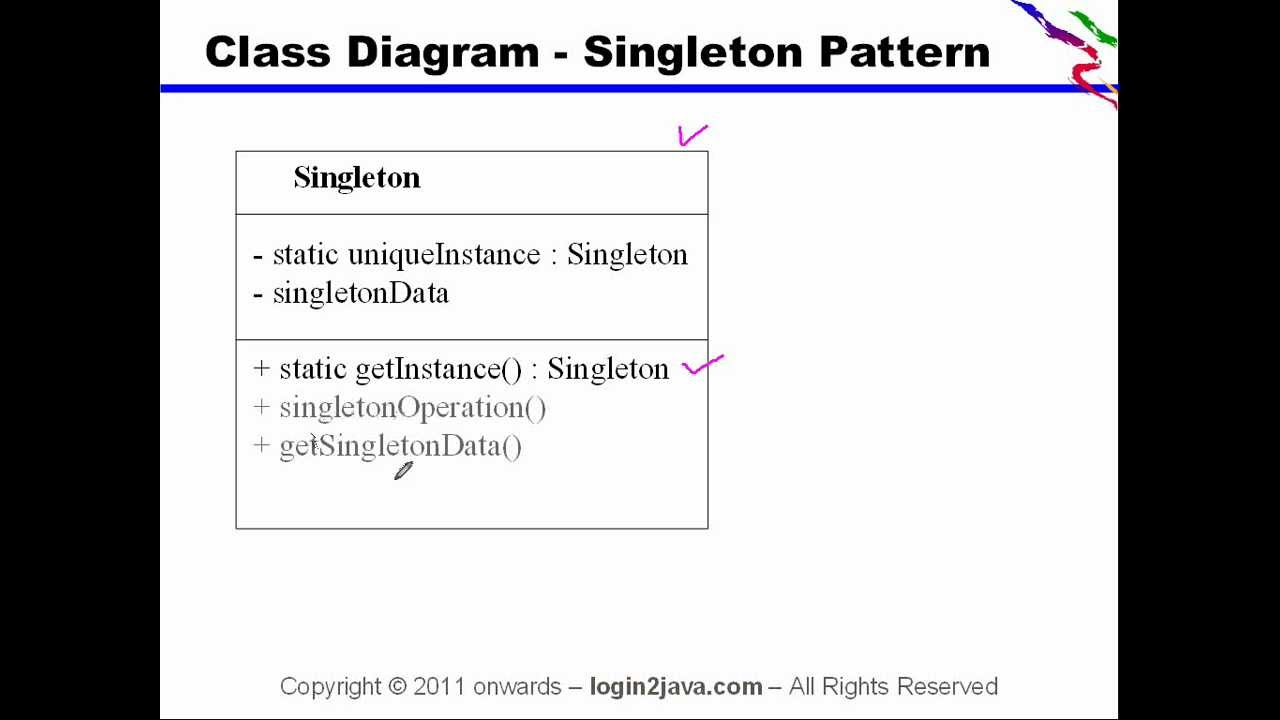 Class Diagram - Singleton Pattern
Singleton
- static uniqueInstance : Singleton
- singletonData
+ static getInstance() : Singleton
+ singletonOperation()
+ getSingletonData()
Copyright © 2011 onwards – login2java.com – All Rights Reserved